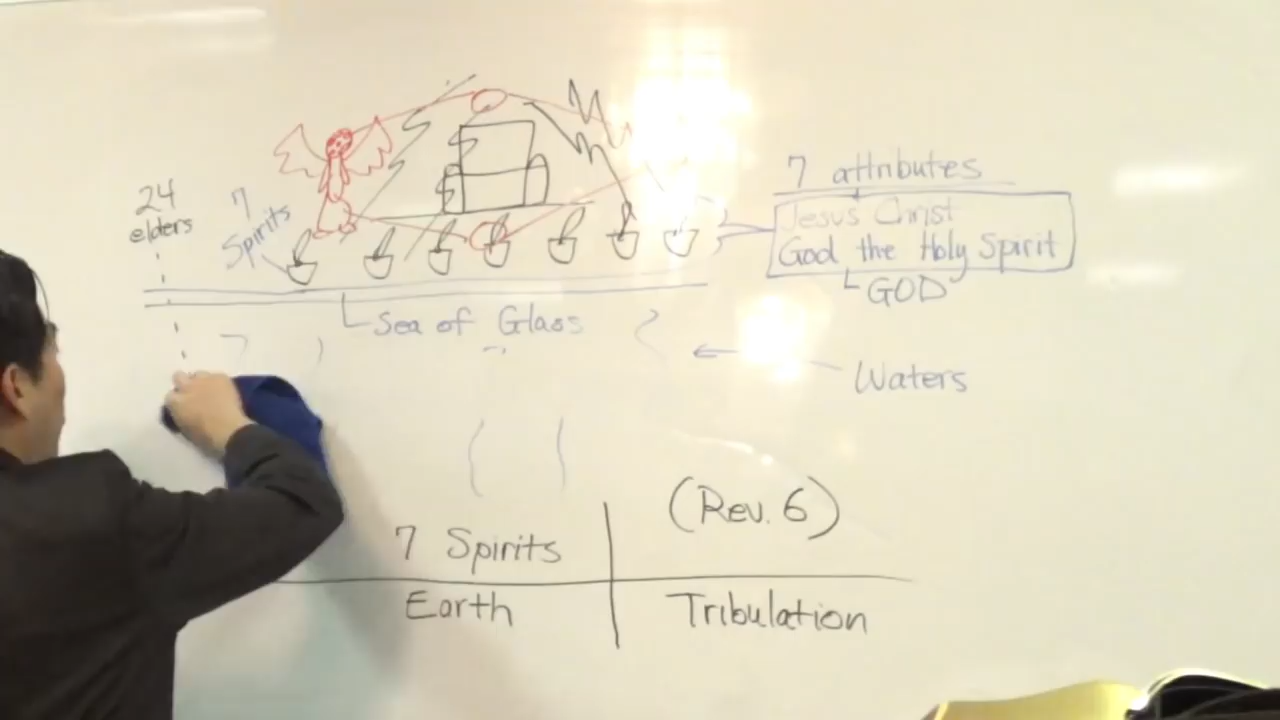 24
elders
7
Spirits
7 attributes
Jesus Christ
God the Holy Spirit
GOD
Sea of Glass
Waters
(Rev. 6)
7 Spirits
Earth
Tribulation